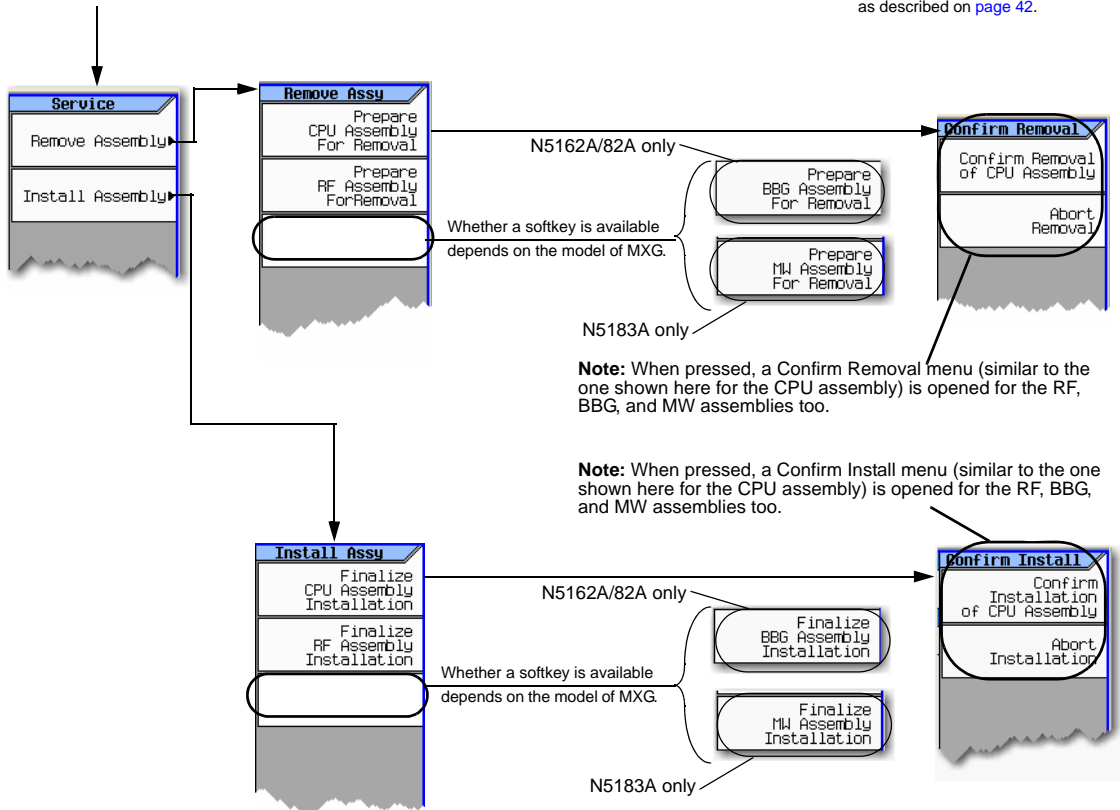 as described on page 42.
Service
Remove Assembly
Install Assembly
Remove Assy
Prepare
CPU Assembly
For Removal
Prepare
RF Assembly
ForRemoval
Whether a softkey is available
depends on the model of MXG.
N5162A/82A only
Prepare
BBG Assembly
For Removal
Prepare
MW Assembly
For Removal
N5183A only
Confirm Removal
Confirm Removal
of CPU Assembly
Abort
Removal
Note: When pressed, a Confirm Removal menu (similar to the
one shown here for the CPU assembly) is opened for the RF,
BBG, and MW assemblies too.
Note: When pressed, a Confirm Install menu (similar to the one
shown here for the CPU assembly) is opened for the RF, BBG,
and MW assemblies too.
Install Assy
Finalize
CPU Assembly
Installation
Finalize
RF Assembly
Installation
Whether a softkey is available
depends on the model of MXG.
N5162A/82A only
Finalize
BBG Assembly
Installation
Finalize
MW Assembly
Installation
N5183A only
Confirm Install
Confirm
Installation
of CPU Assembly
Abort
Installation